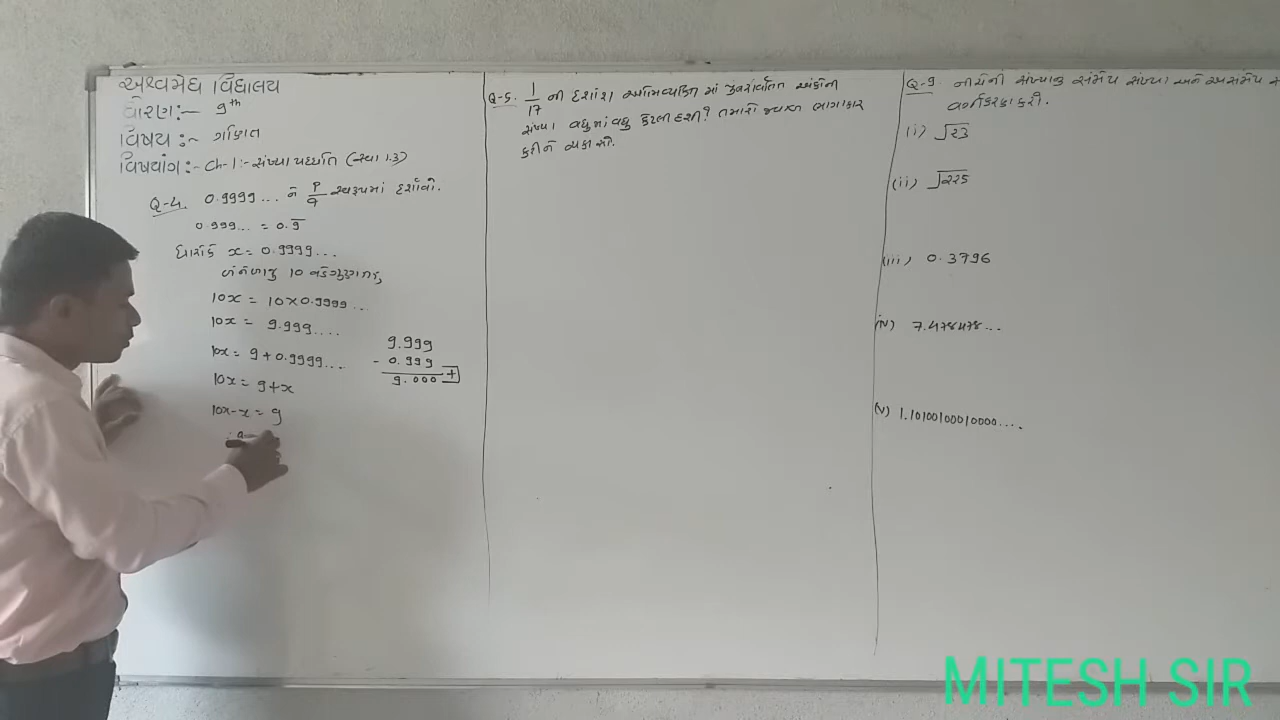 અશ્વમેઘ વિદ્યાલય
ધોરણ:- 9th
વિષય:- ગણિત
વિષયાંગ:- Ch-1:- સંખ્યા પદ્ધતિ (સ્વા 1.3)
Q-4. 0.9999... ને p/q સ્વરૂપમાં દર્શાવો.
0.999... = 0.9̅
ધારોકે x = 0.9999...
બંનેબાજુ 10 વડે ગુણતા,
10x = 10×0.9999...
10x = 9.999....
10x = 9+0.9999....
10x = 9+x
10x-x = 9
9.999
- 0.999
9.000
Q-5. 1/17 ની દશાંશ અભિવ્યક્તિ માં પુનરાવર્તિત અંકોની
સંખ્યા વધુમાં વધુ કેટલી હશે? તમારો જવાબ ભાગાકાર
કરીને ચકાસો.
Q-9. નીચેની સંખ્યાનું સંમેય સંખ્યા અને અસંમેય
વર્ગીકરણ કરો.
(i) √23
(ii) √225
(iii) 0.3796
(iv) 7.478478...
(v) 1.10100100010000....
MITESH SIR